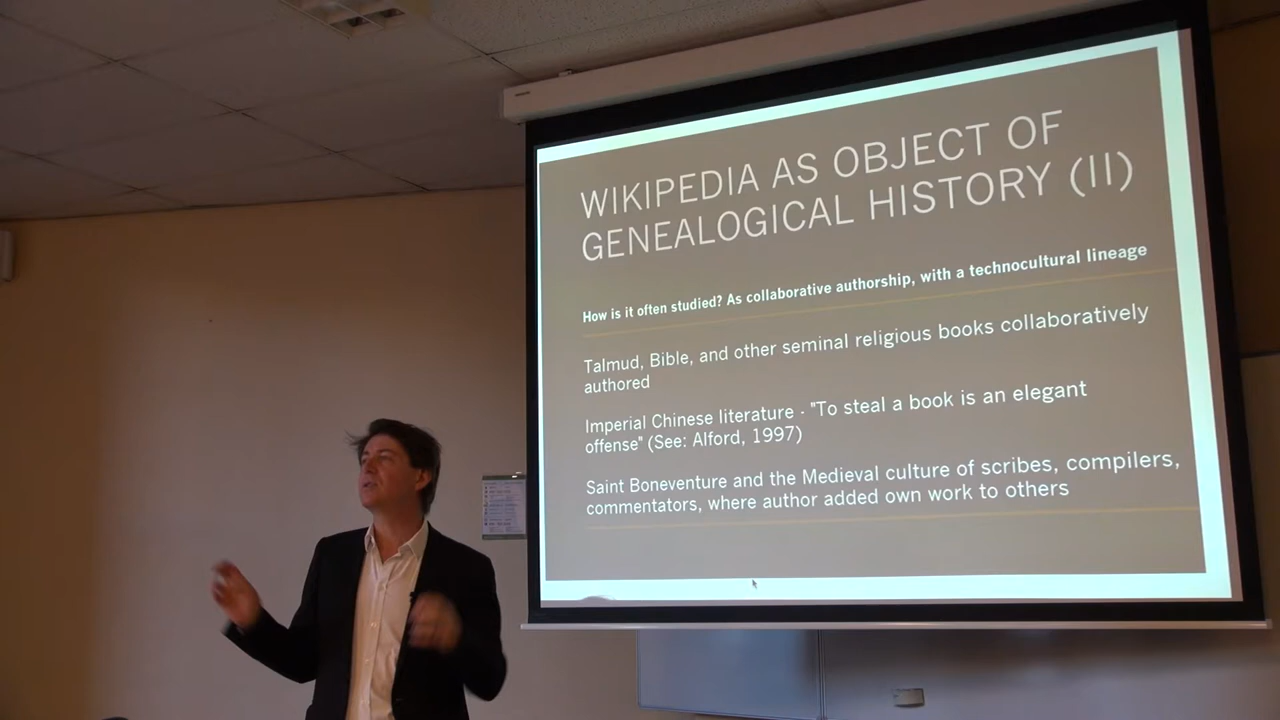 WIKIPEDIA AS OBJECT OF
GENEALOGICAL HISTORY (II)
How is it often studied? As collaborative authorship, with a technocultural lineage
Talmud, Bible, and other seminal religious books collaboratively
authored
Imperial Chinese literature - "To steal a book is an elegant
offense" (See: Alford, 1997)
Saint Boneventure and the Medieval culture of scribes, compilers,
commentators, where author added own work to others